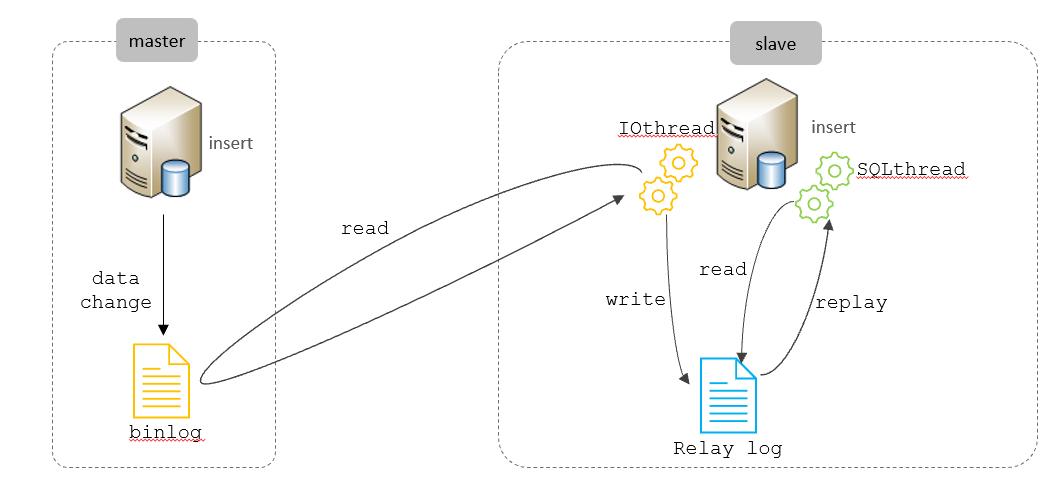 master
slave
insert
IOthread
insert
SQLthread
read
data
change
write
read
replay
binlog
Relay log